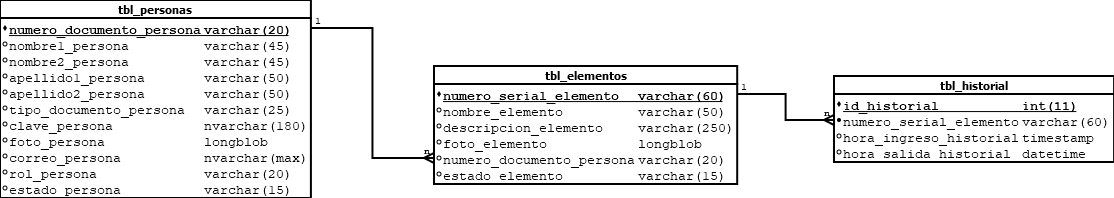 tbl_personas
numero_documento_persona varchar(20)
nombre1_persona varchar(45)
nombre2_persona varchar(45)
apellido1_persona varchar(50)
apellido2_persona varchar(50)
tipo_documento_persona varchar(25)
clave_persona nvarchar(180)
foto_persona longblob
correo_persona nvarchar(max)
rol_persona varchar(20)
estado_persona varchar(15)
1
n
tbl_elementos
numero_serial_elemento varchar(60)
nombre_elemento varchar(50)
descripcion_elemento varchar(250)
foto_elemento longblob
numero_documento_persona varchar(20)
estado_elemento varchar(15)
1
n
tbl_historial
id_historial int(11)
numero_serial_elemento varchar(60)
hora_ingreso_historial timestamp
hora_salida_historial datetime